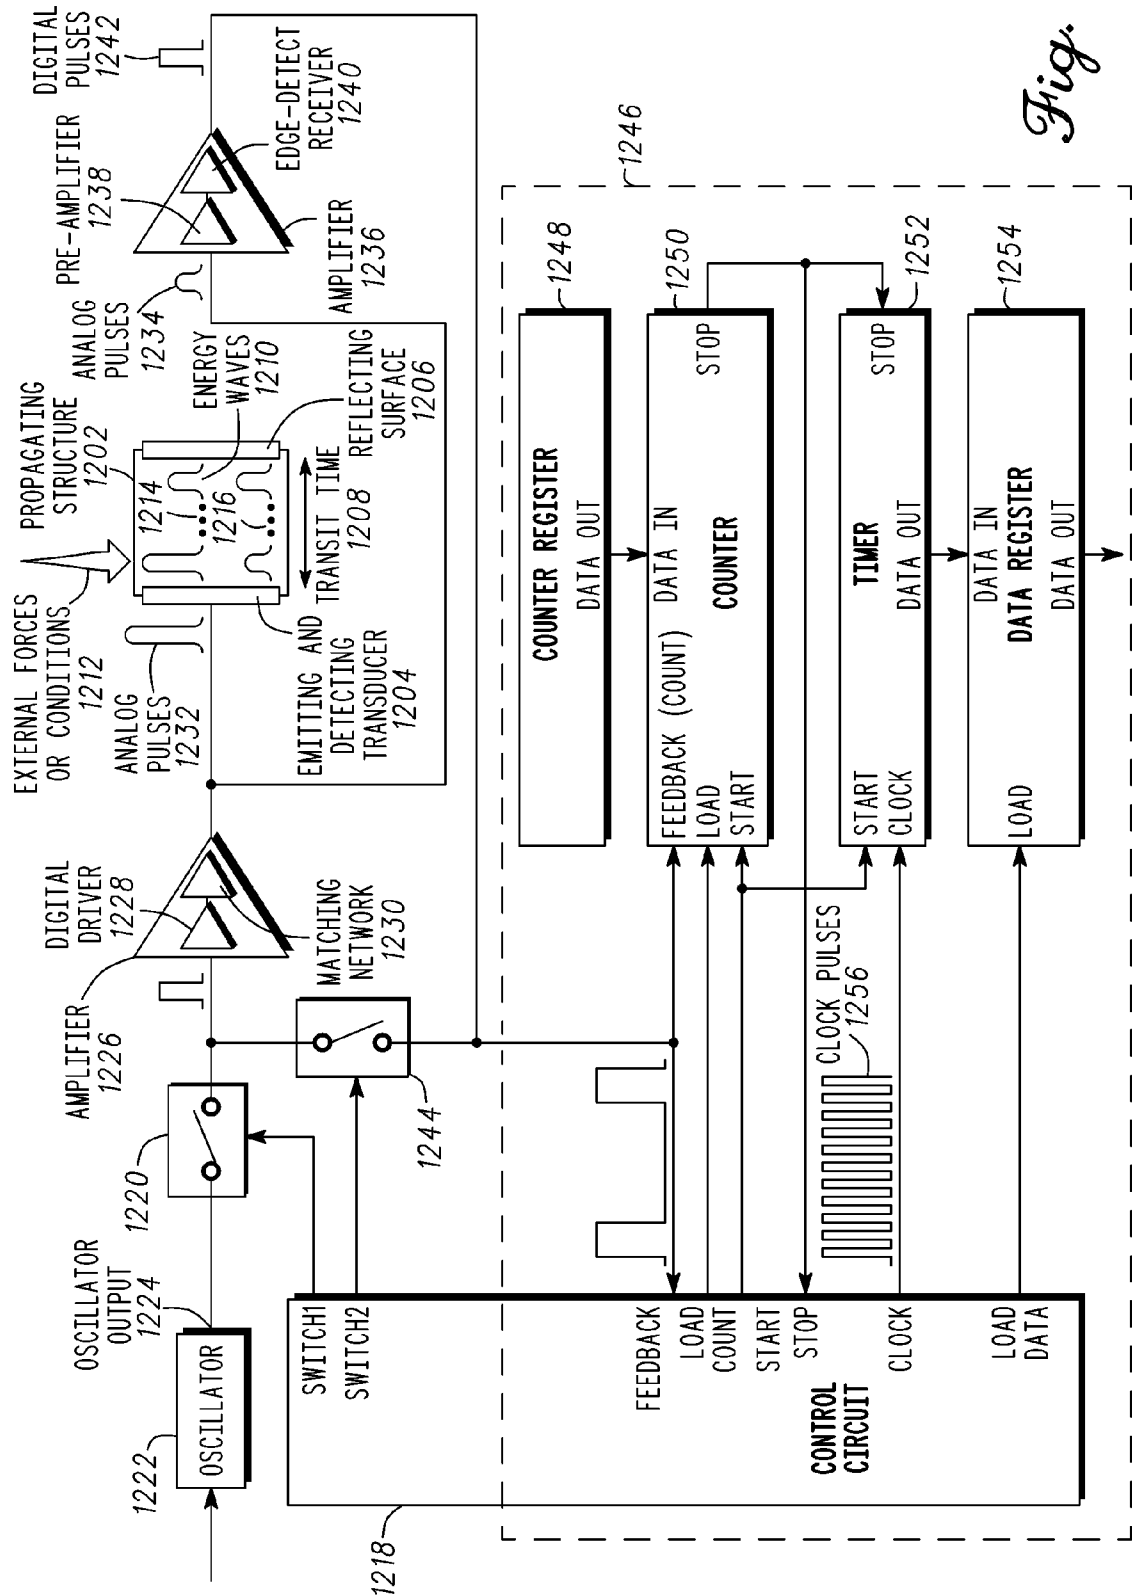 OSCILLATOR
1222
OSCILLATOR
OUTPUT
1224
1220
AMPLIFIER
1226
DIGITAL
DRIVER
1228
MATCHING
NETWORK
1230
1244
EXTERNAL FORCES
OR CONDITIONS
1212
ANALOG
PULSES
1232
EMITTING AND
DETECTING
TRANSDUCER
1204
PROPAGATING
STRUCTURE
1202
1214
1216
TRANSIT TIME
1208
ENERGY
WAVES
1210
REFLECTING
SURFACE
1206
ANALOG
PULSES
1234
PRE-AMPLIFIER
1238
AMPLIFIER
1236
EDGE-DETECT
RECEIVER
1240
DIGITAL
PULSES
1242
SWITCH1
SWITCH2
FEEDBACK
LOAD
COUNT
START
STOP
CLOCK
LOAD
DATA
CONTROL
CIRCUIT
1218
CLOCK PULSES
1256
COUNTER REGISTER
DATA OUT
1248
FEEDBACK (COUNT)
LOAD
START
DATA IN
COUNTER
STOP
1250
START
CLOCK
TIMER
DATA OUT
STOP
1252
LOAD
DATA IN
DATA REGISTER
DATA OUT
1254
1246
Fig.